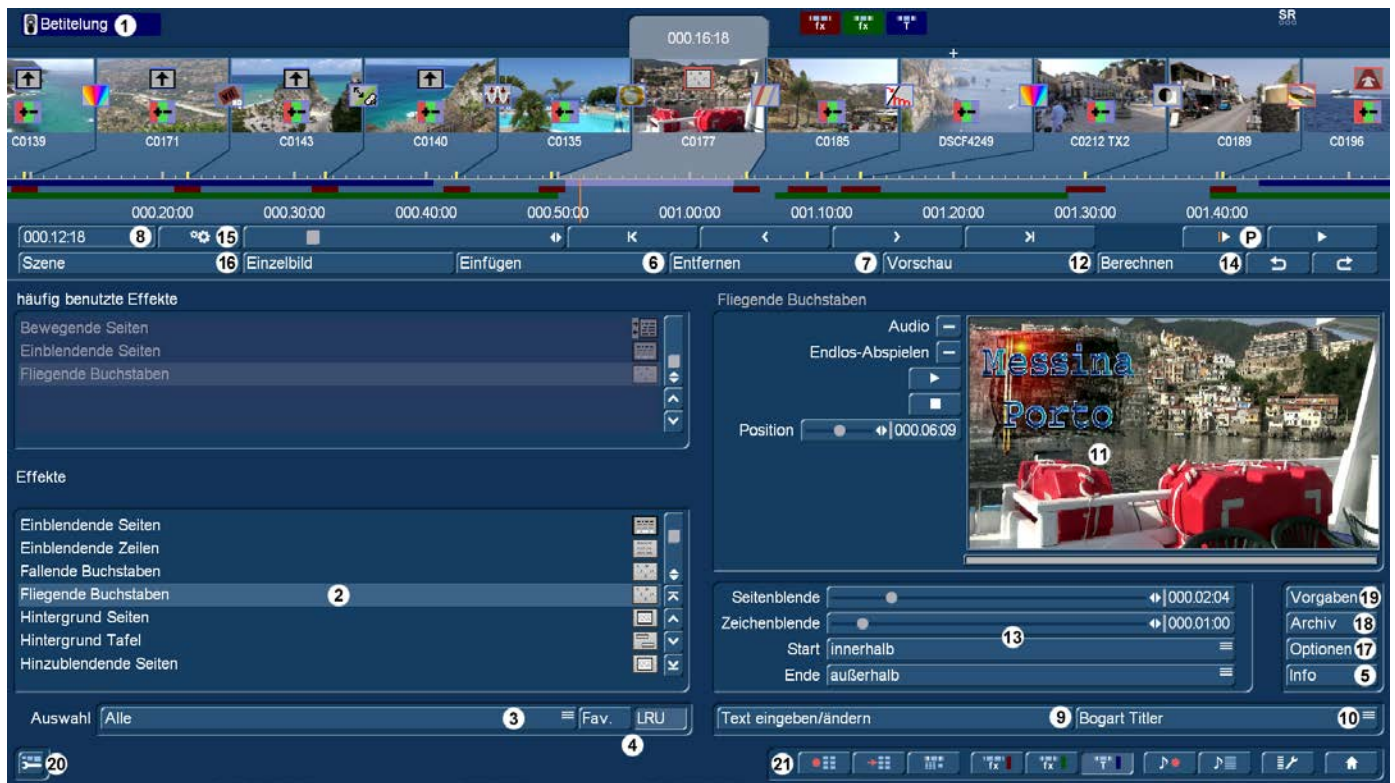 Betitelung 1
fx fx T
SR
000.16:18
C0139 C0171 C0143 C0140 C0135 C0177 C0185 DSCF4249 C0212 TX2 C0189 C0196
000.20:00 000.30:00 000.40:00 000.50:00 001.00:00 001.10:00 001.20:00 001.30:00 001.40:00
000.12:18 8 15 P
Szene 16 Einzelbild Einfügen 6 Entfernen 7 Vorschau 12 Berechnen 14
häufig benutzte Effekte
Bewegende Seiten
Einblendende Seiten
Fliegende Buchstaben
Effekte
Einblendende Seiten
Einblendende Zeilen
Fallende Buchstaben
Fliegende Buchstaben 2
Hintergrund Seiten
Hintergrund Tafel
Hinzublendende Seiten
Auswahl Alle 3 Fav. LRU
4
20
Fliegende Buchstaben
Audio
Endlos-Abspielen
Position 000.06:09
Messina
Porto
11
Seitenblende 000.02:04
Zeichenblende 000.01:00
13
Start innerhalb
Ende außerhalb
Vorgaben 19
Archiv 18
Optionen 17
Info 5
Text eingeben/ändern 9 Bogart Titler 10
21 fx fx T